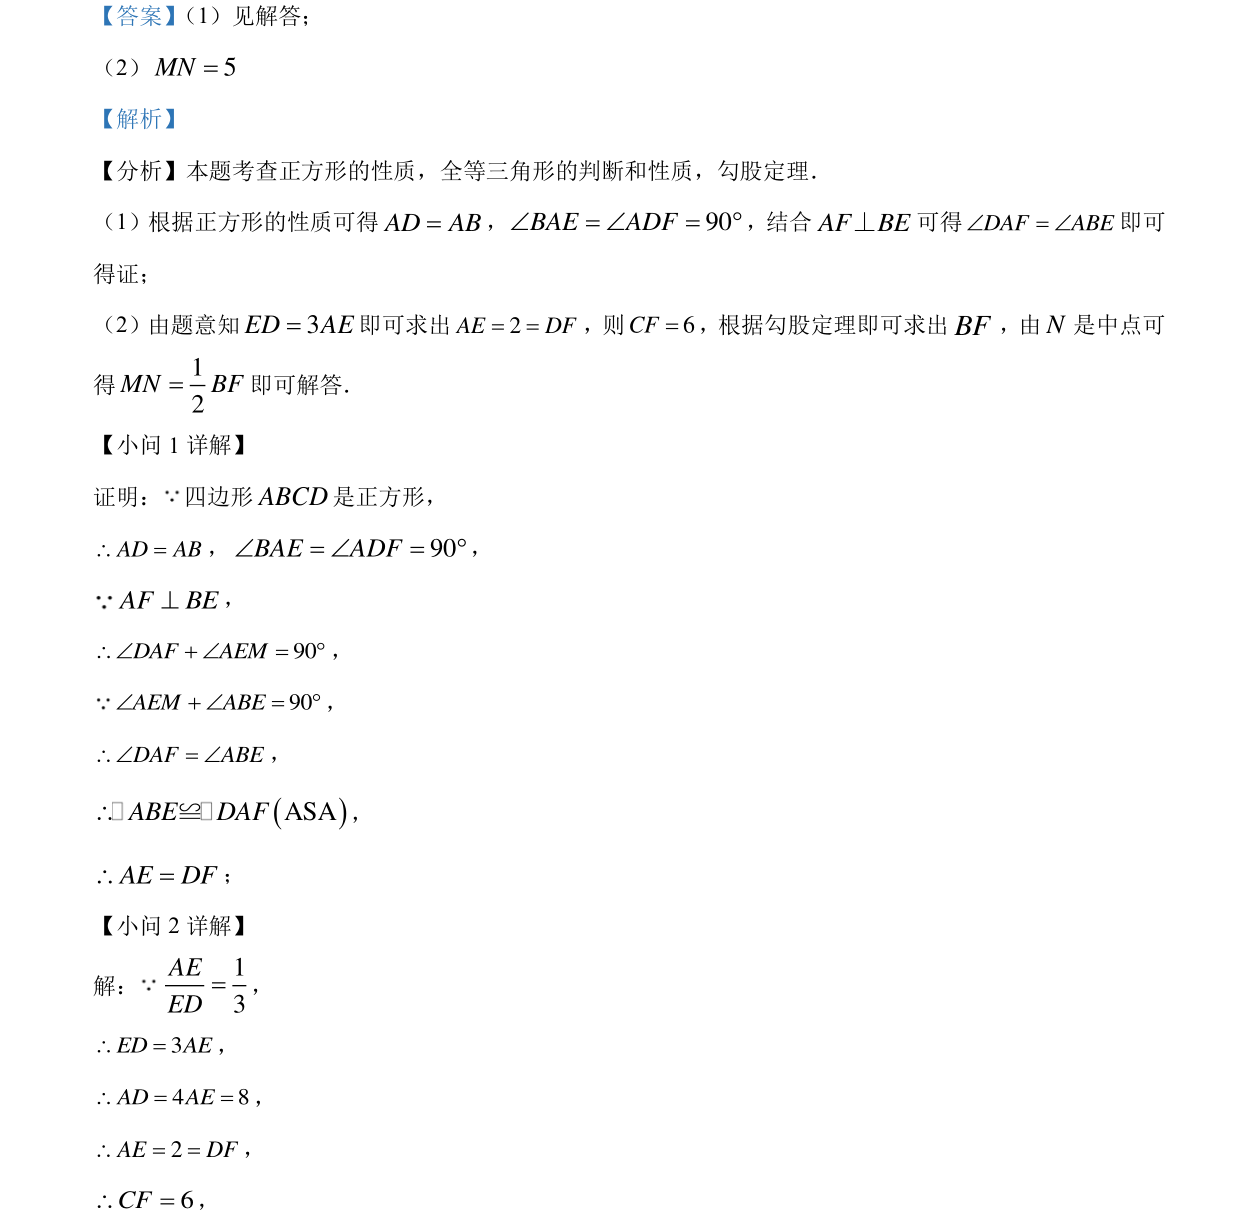 【答案】（1）见解答；
（2）MN = 5
【解析】
【分析】本题考查正方形的性质，全等三角形的判断和性质，勾股定理．
（1）根据正方形的性质可得 AD = AB，∠BAE = ∠ADF = 90°，结合 AF⊥BE 可得∠DAF = ∠ABE 即可
得证；
（2）由题意知 ED = 3AE 即可求出 AE = 2 = DF，则 CF = 6，根据勾股定理即可求出 BF，由 N 是中点可
得 MN = 1/2 BF 即可解答．
【小问 1 详解】
证明：∵四边形 ABCD 是正方形，
∴AD = AB，∠BAE = ∠ADF = 90°，
∵AF ⊥ BE，
∴∠DAF + ∠AEM = 90°，
∵∠AEM + ∠ABE = 90°，
∴∠DAF = ∠ABE，
∴□ABE≌□DAF(ASA)，
∴AE = DF；
【小问 2 详解】
解：∵AE/ED = 1/3，
∴ED = 3AE，
∴AD = 4AE = 8，
∴AE = 2 = DF，
∴CF = 6，